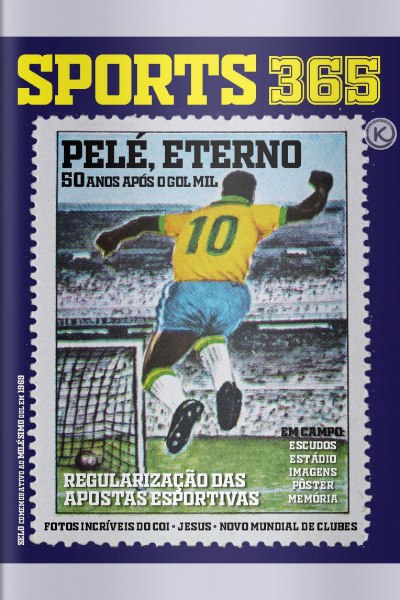 SPORTS 365
K
PELÉ, ETERNO
50 ANOS APÓS O GOL MIL
10
EM CAMPO:
ESCUDOS
ESTÁDIO
IMAGENS
PÔSTER
MEMÓRIA
REGULARIZAÇÃO DAS
APOSTAS ESPORTIVAS
FOTOS INCRÍVEIS DO COI - JESUS - NOVO MUNDIAL DE CLUBES
SELO COMEMORATIVO AO MILÉSIMO GOL EM 1969